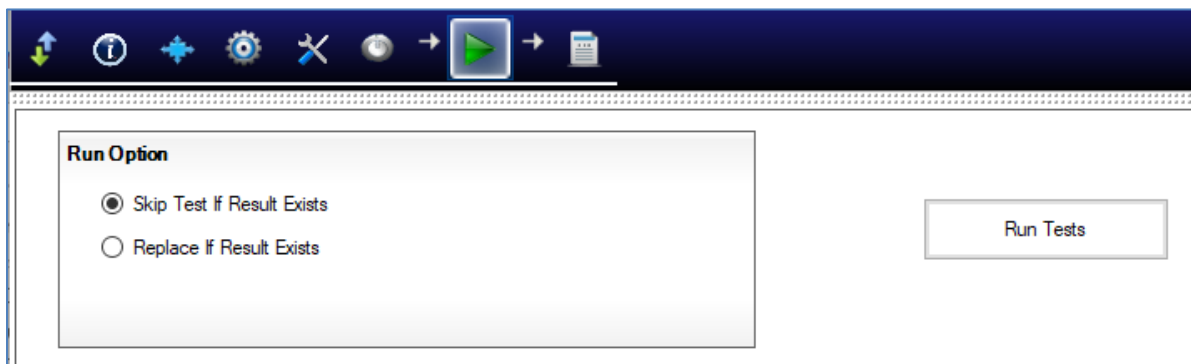 Run Option
Skip Test If Result Exists
Replace If Result Exists
Run Tests